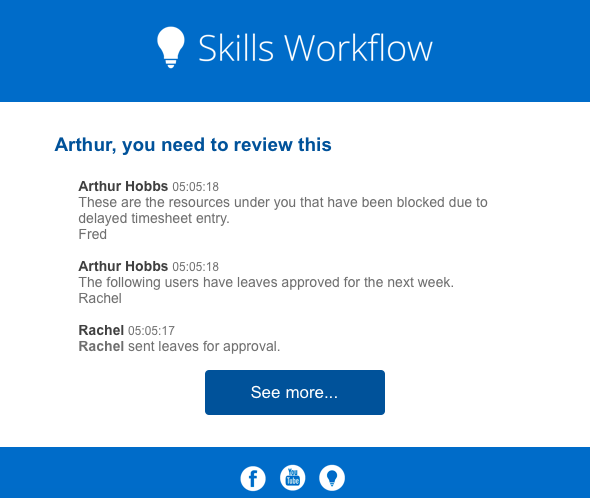 Skills Workflow
Arthur, you need to review this
Arthur Hobbs 05:05:18
These are the resources under you that have been blocked due to
delayed timesheet entry.
Fred
Arthur Hobbs 05:05:18
The following users have leaves approved for the next week.
Rachel
Rachel 05:05:17
Rachel sent leaves for approval.
See more...
f
You
Tube